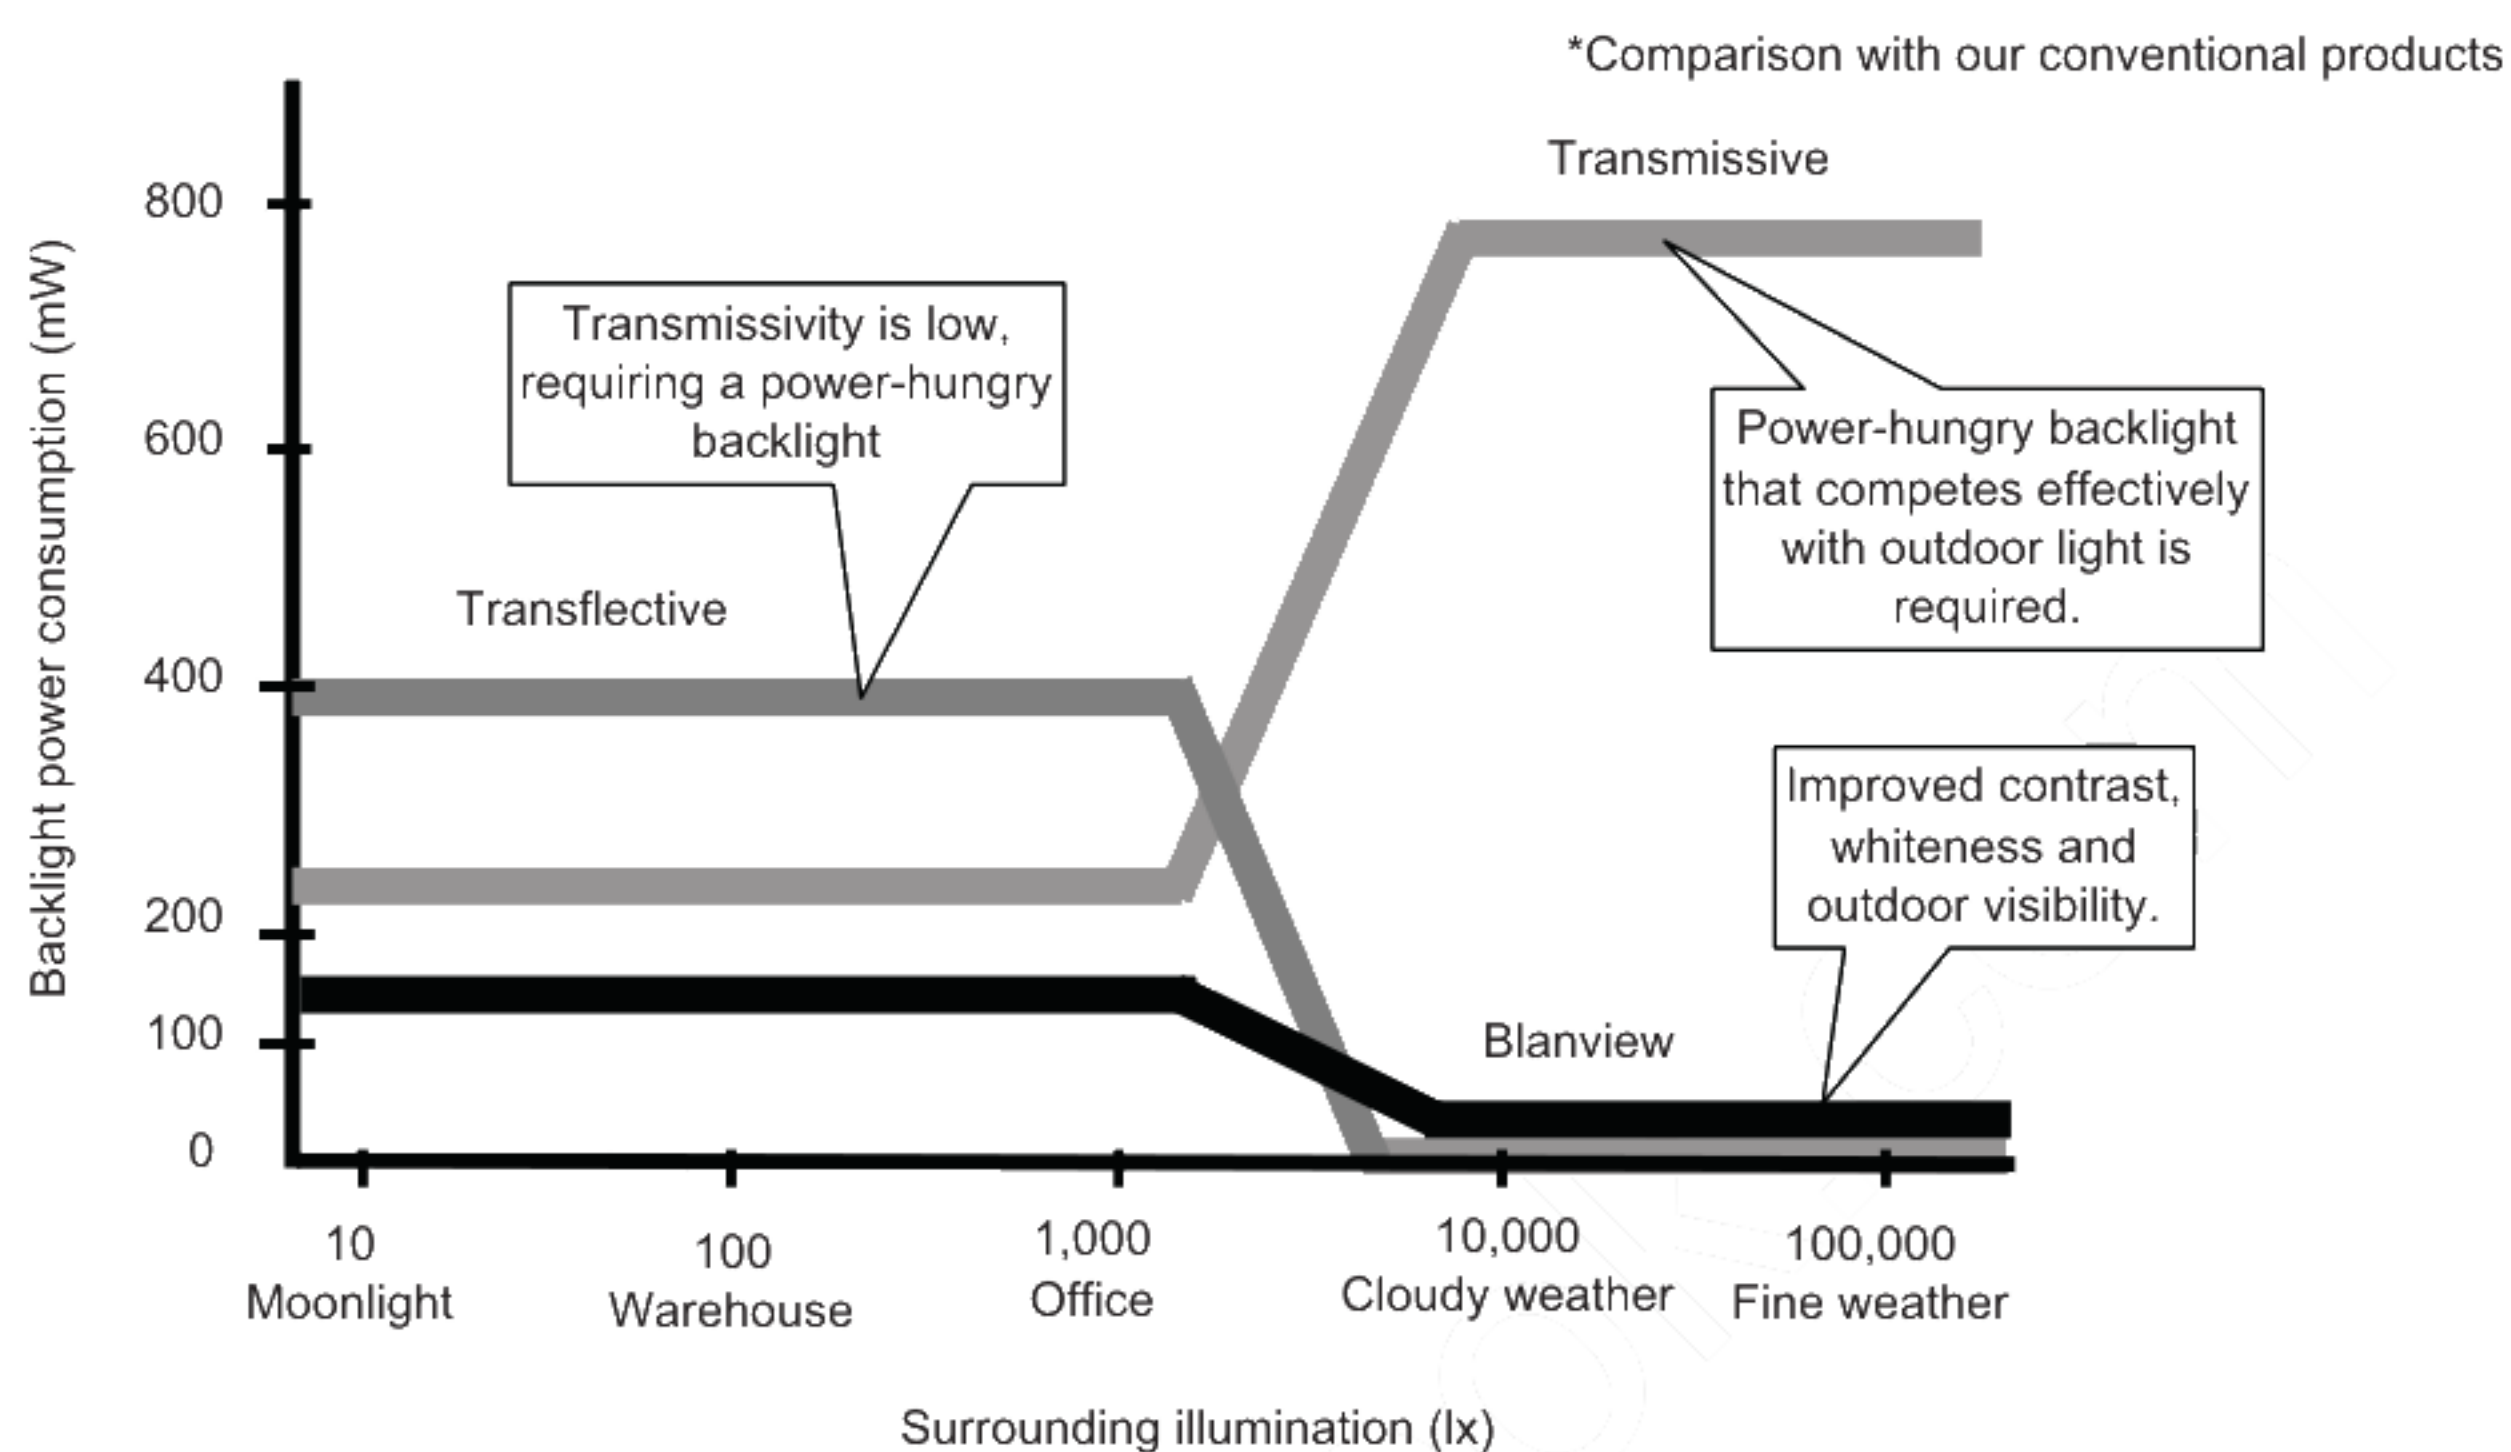 *Comparison with our conventional products
Transmissive
800
Transmissivity is low,
requiring a power-hungry
backlight
Power-hungry backlight
that competes effectively
with outdoor light is
required.
600
Backlight power consumption (mW)
Transflective
400
Improved contrast,
whiteness and
outdoor visibility.
200
100
Blanview
0
10
Moonlight
100
Warehouse
1,000
Office
10,000
Cloudy weather
100,000
Fine weather
Surrounding illumination (lx)